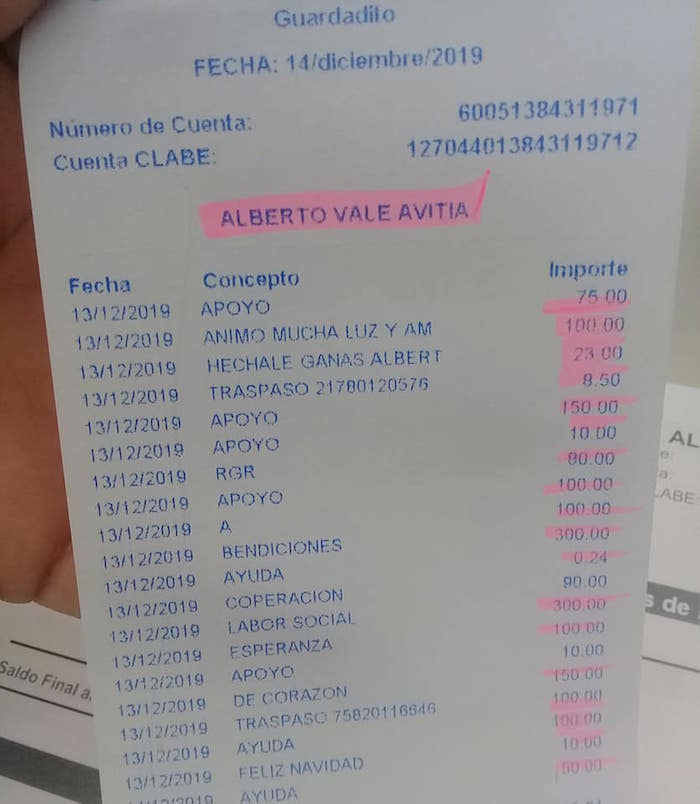 Guardadito
FECHA: 14/diciembre/2019
Número de Cuenta: 60051384311971
Cuenta CLABE: 127044013843119712
ALBERTO VALE AVITIA
Fecha Concepto Importe
13/12/2019 APOYO 75.00
13/12/2019 ANIMO MUCHA LUZ Y AM 100.00
13/12/2019 HECHALE GANAS ALBERT 23.00
13/12/2019 TRASPASO 21780120576 8.50
13/12/2019 APOYO 150.00
13/12/2019 APOYO 10.00
13/12/2019 RGR 80.00
13/12/2019 APOYO 100.00
13/12/2019 A 100.00
13/12/2019 BENDICIONES 300.00
13/12/2019 AYUDA 0.24
13/12/2019 COPERACION 90.00
13/12/2019 LABOR SOCIAL 300.00
13/12/2019 ESPERANZA 100.00
13/12/2019 APOYO 10.00
13/12/2019 DE CORAZON 150.00
13/12/2019 TRASPASO 75820116646 100.00
13/12/2019 AYUDA 100.00
13/12/2019 FELIZ NAVIDAD 10.00
AYUDA 50.00
Saldo Final a
AL
e:
a:
LABE
s de